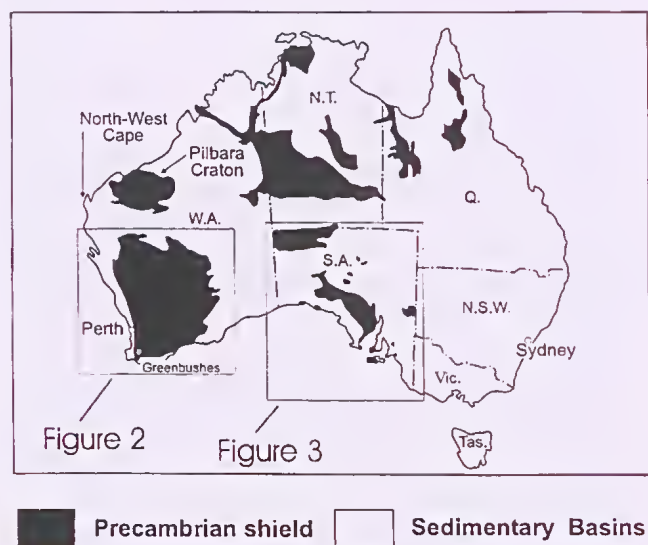 N.T.
North-West
Cape
Pilbara
Craton
W.A.
Q.
S.A.
N.S.W.
Perth
Sydney
Greenbushes
Vic.
Figure 2
Figure 3
Tas.
Precambrian shield
Sedimentary Basins